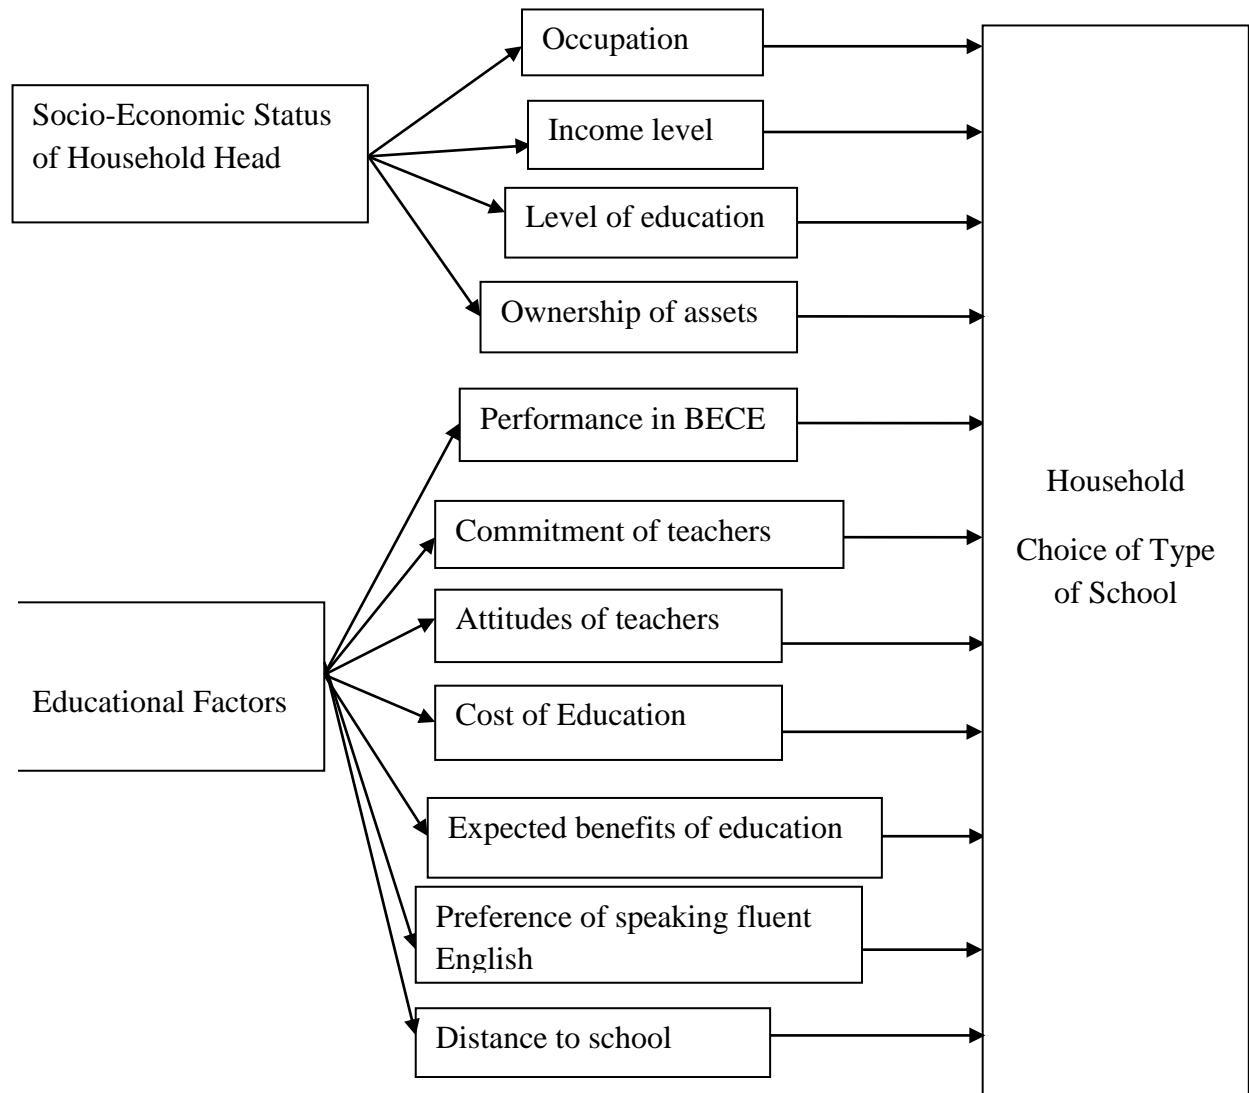 Occupation
Socio-Economic Status
of Household Head
Income level
Level of education
Ownership of assets
Performance in BECE
Commitment of teachers
Attitudes of teachers
Educational Factors
Cost of Education
Expected benefits of education
Preference of speaking fluent
English
Distance to school
Household
Choice of Type
of School